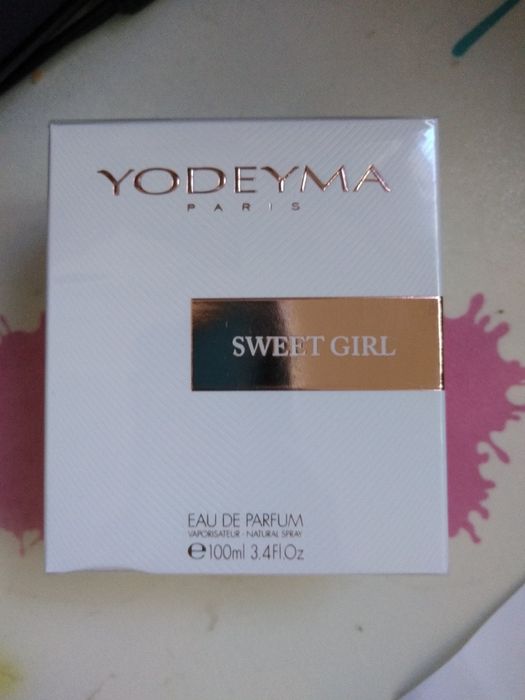 YODEYMA
PARIS
SWEET GIRL
EAU DE PARFUM
VAPORISATEUR · NATURAL SPRAY
℮100ml 3.4Fl.Oz